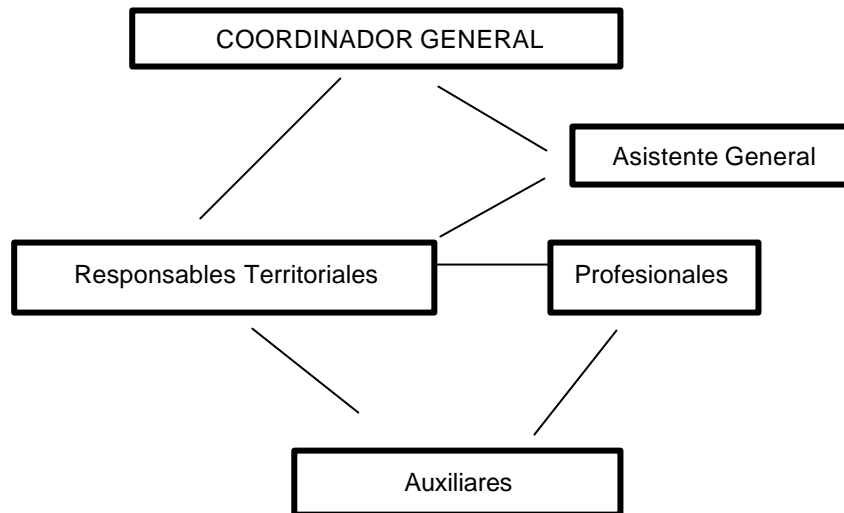 COORDINADOR GENERAL
Asistente General
Responsables Territoriales
Profesionales
Auxiliares